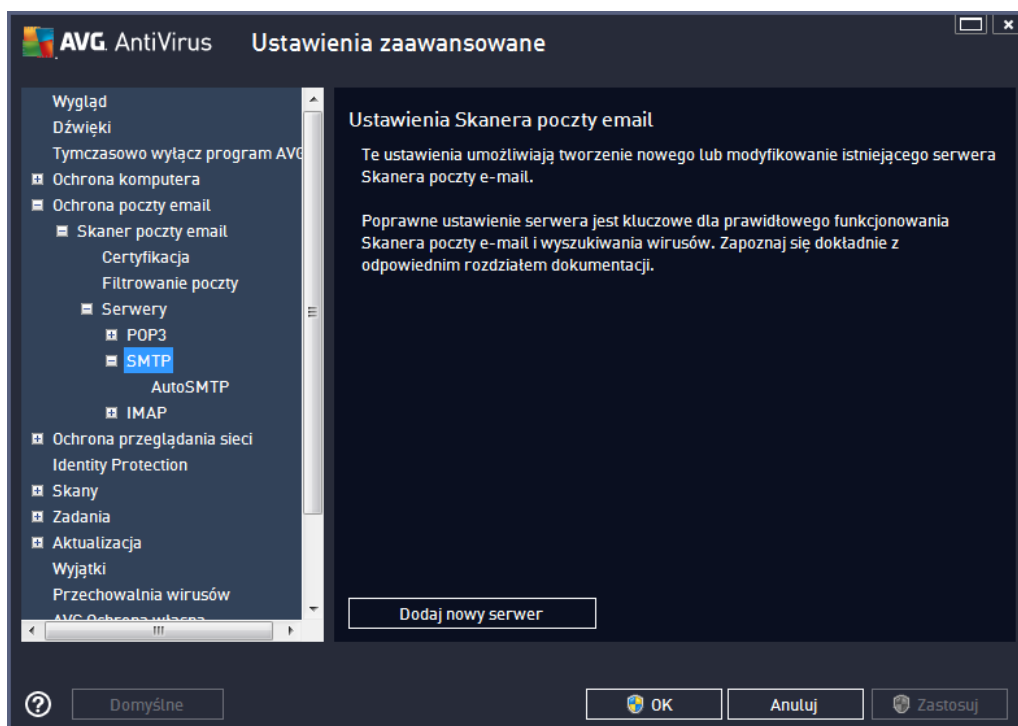 AVG AntiVirus Ustawienia zaawansowane
Wygląd
Dźwięki
Tymczasowo wyłącz program AVG
Ochrona komputera
Ochrona poczty email
Skaner poczty email
Certyfikacja
Filtrowanie poczty
Serwery
POP3
SMTP
AutoSMTP
IMAP
Ochrona przeglądania sieci
Identity Protection
Skany
Zadania
Aktualizacja
Wyjątki
Przechowalnia wirusów
AVG Ochrona własna
Ustawienia Skanera poczty email
Te ustawienia umożliwiają tworzenie nowego lub modyfikowanie istniejącego serwera
Skanera poczty e-mail.
Poprawne ustawienie serwera jest kluczowe dla prawidłowego funkcjonowania
Skanera poczty e-mail i wyszukiwania wirusów. Zapoznaj się dokładnie z
odpowiednim rozdziałem dokumentacji.
Dodaj nowy serwer
Domyślne
OK
Anuluj
Zastosuj